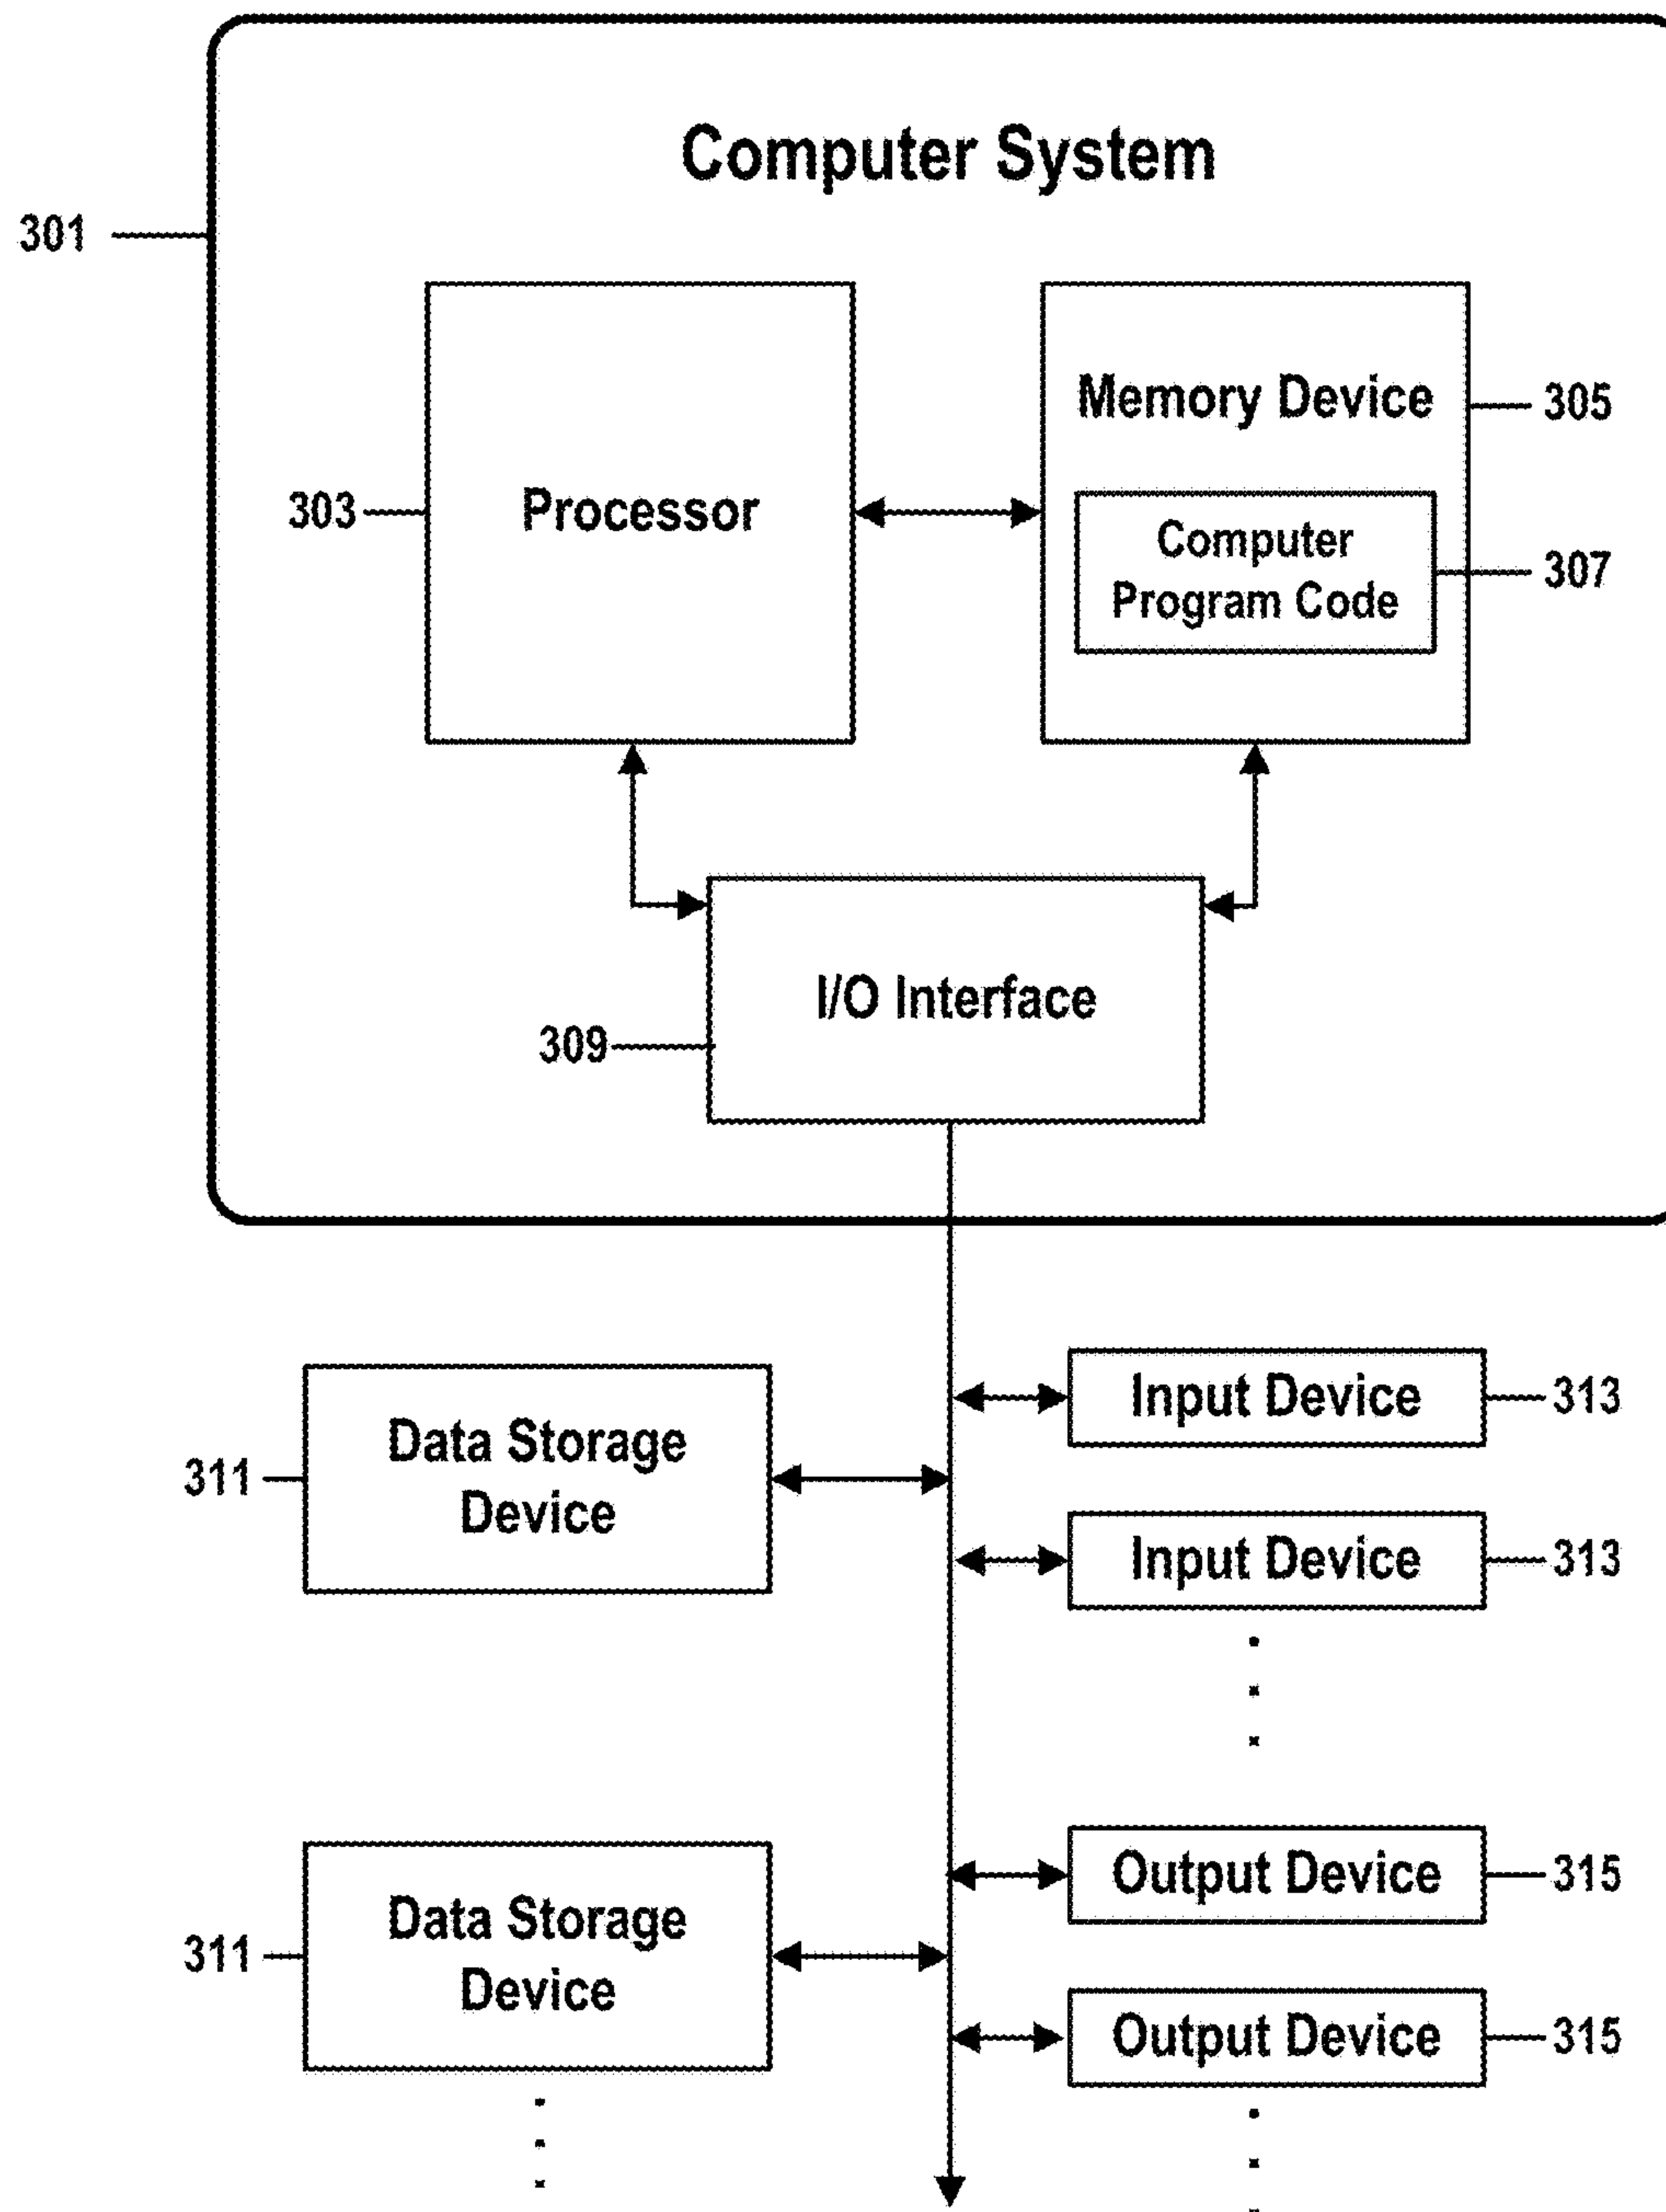 Computer System
301
303
Processor
Memory Device
305
Computer
Program Code
307
I/O Interface
309
311
Data Storage
Device
Input Device
313
Input Device
313
311
Data Storage
Device
Output Device
315
Output Device
315